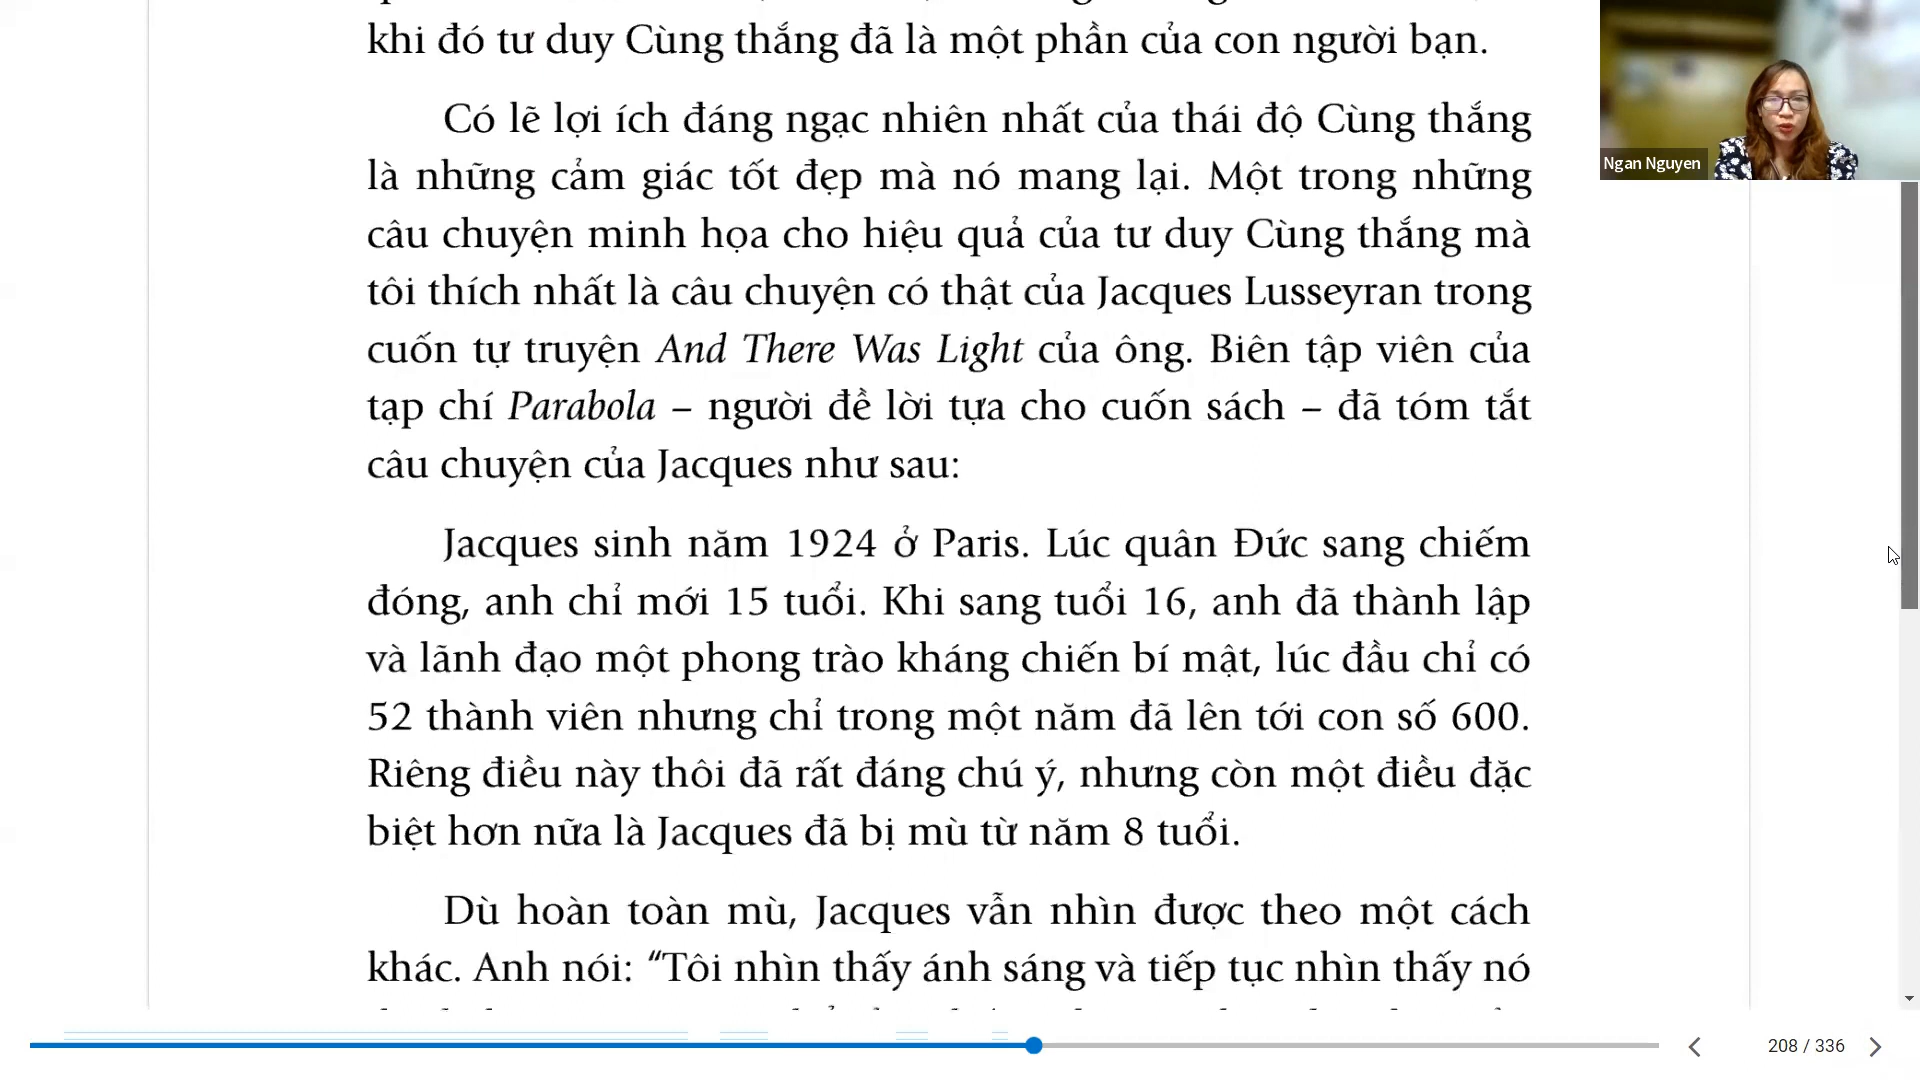 khi đó tư duy Cùng thắng đã là một phần của con người bạn.
Có lẽ lợi ích đáng ngạc nhiên nhất của thái độ Cùng thắng
là những cảm giác tốt đẹp mà nó mang lại. Một trong những
câu chuyện minh họa cho hiệu quả của tư duy Cùng thắng mà
tôi thích nhất là câu chuyện có thật của Jacques Lusseyran trong
cuốn tự truyện And There Was Light của ông. Biên tập viên của
tạp chí Parabola – người đề lời tựa cho cuốn sách – đã tóm tắt
câu chuyện của Jacques như sau:
Jacques sinh năm 1924 ở Paris. Lúc quân Đức sang chiếm
đóng, anh chỉ mới 15 tuổi. Khi sang tuổi 16, anh đã thành lập
và lãnh đạo một phong trào kháng chiến bí mật, lúc đầu chỉ có
52 thành viên nhưng chỉ trong một năm đã lên tới con số 600.
Riêng điều này thôi đã rất đáng chú ý, nhưng còn một điều đặc
biệt hơn nữa là Jacques đã bị mù từ năm 8 tuổi.
Dù hoàn toàn mù, Jacques vẫn nhìn được theo một cách
khác. Anh nói: “Tôi nhìn thấy ánh sáng và tiếp tục nhìn thấy nó
Ngan Nguyen
208 / 336